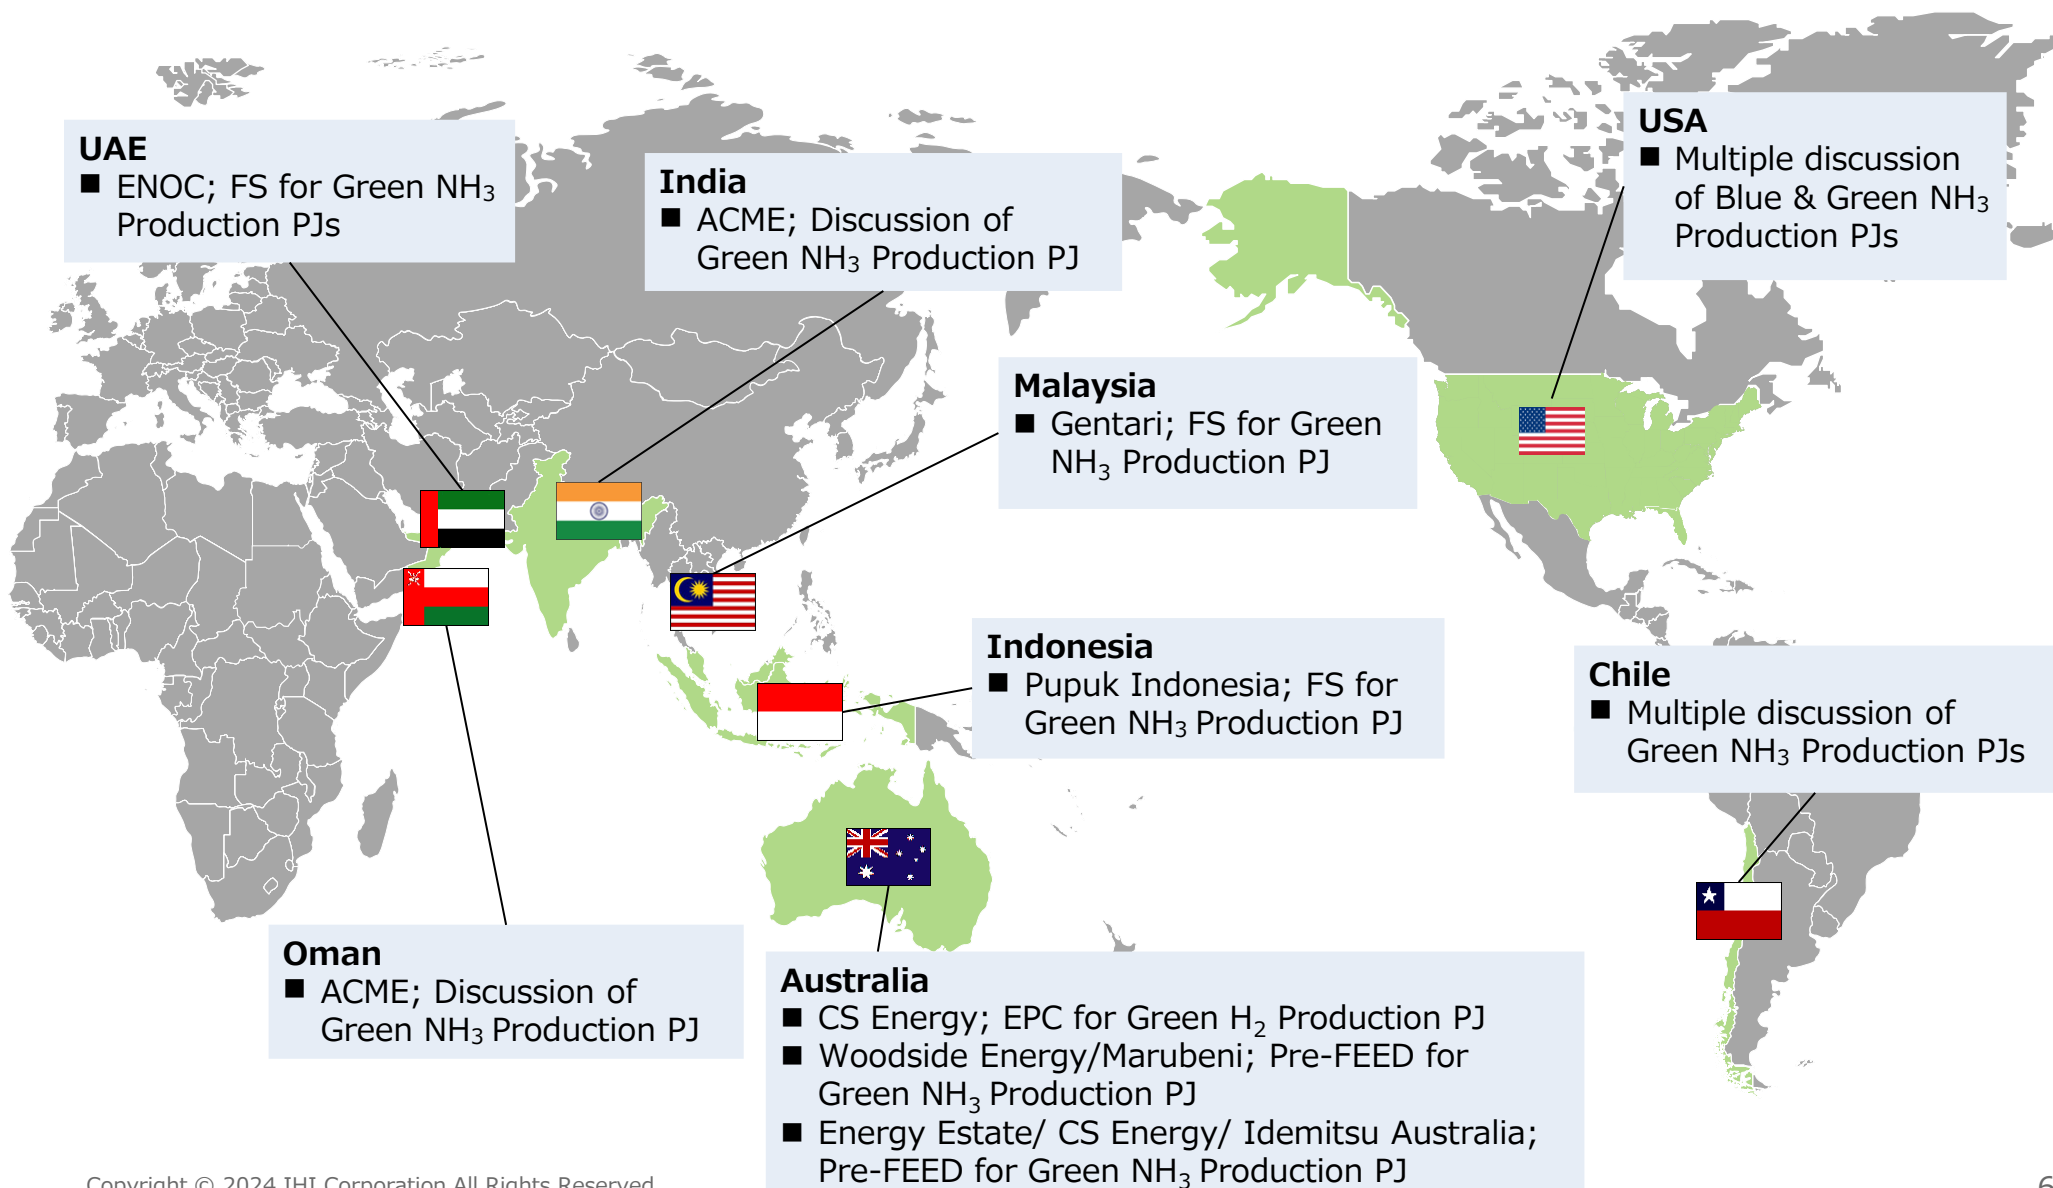 UAE
■ ENOC; FS for Green NH₃
Production PJs
India
■ ACME; Discussion of
Green NH₃ Production PJ
USA
■ Multiple discussion
of Blue & Green NH₃
Production PJs
Malaysia
■ Gentari; FS for Green
NH₃ Production PJ
Indonesia
■ Pupuk Indonesia; FS for
Green NH₃ Production PJ
Chile
■ Multiple discussion of
Green NH₃ Production PJs
Oman
■ ACME; Discussion of
Green NH₃ Production PJ
Australia
■ CS Energy; EPC for Green H₂ Production PJ
■ Woodside Energy/Marubeni; Pre-FEED for
Green NH₃ Production PJ
■ Energy Estate/ CS Energy/ Idemitsu Australia;
Pre-FEED for Green NH₃ Production PJ
Copyright © 2024 IHI Corporation All Rights Reserved
6